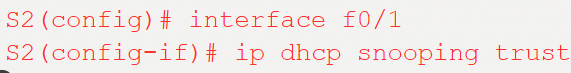 S2(config)# interface f0/1
S2(config-if)# ip dhcp snooping trust